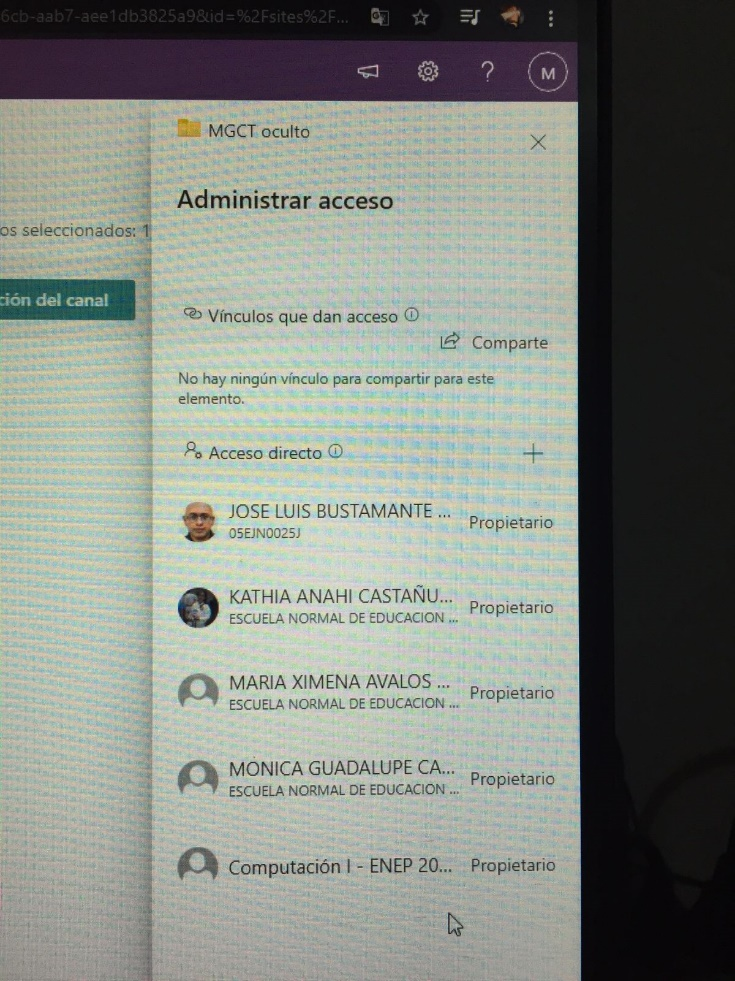 6cb-aab7-aee1db3825a9&id=%2Fsites%2F...
M
MGCT oculto
Administrar acceso
os seleccionados: 1
ción del canal
Vínculos que dan acceso
Comparte
No hay ningún vínculo para compartir para este
elemento.
Acceso directo
JOSE LUIS BUSTAMANTE ... Propietario
05EJN0025J
KATHIA ANAHI CASTAÑU... Propietario
ESCUELA NORMAL DE EDUCACION ...
MARIA XIMENA AVALOS ... Propietario
ESCUELA NORMAL DE EDUCACION ...
MONICA GUADALUPE CA... Propietario
ESCUELA NORMAL DE EDUCACION ...
Computación I - ENEP 20... Propietario